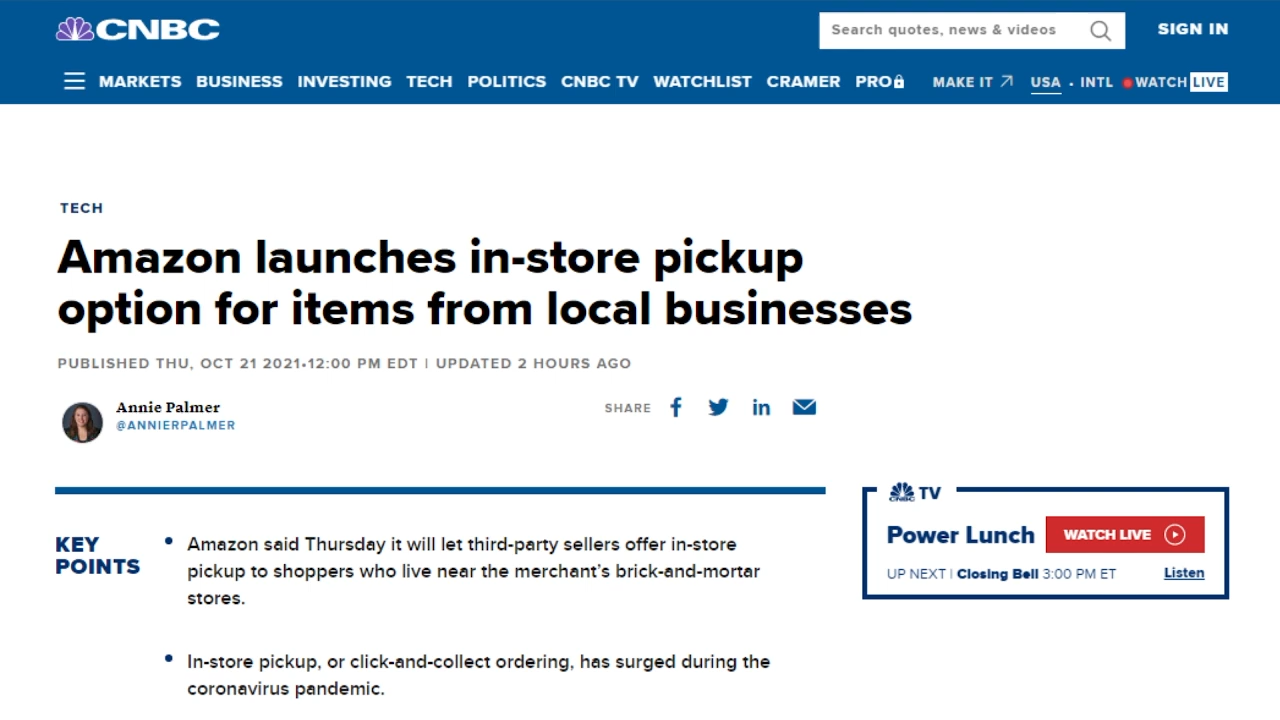 CNBC
Search quotes, news & videos
SIGN IN
MARKETS BUSINESS INVESTING TECH POLITICS CNBC TV WATCHLIST CRAMER PRO MAKE IT USA • INTL WATCH LIVE
TECH
Amazon launches in-store pickup
option for items from local businesses
PUBLISHED THU, OCT 21 2021•12:00 PM EDT | UPDATED 2 HOURS AGO
Annie Palmer
@ANNIERPALMER
SHARE
KEY
POINTS
• Amazon said Thursday it will let third-party sellers offer in-store
pickup to shoppers who live near the merchant’s brick-and-mortar
stores.
• In-store pickup, or click-and-collect ordering, has surged during the
coronavirus pandemic.
CNBC TV
Power Lunch
WATCH LIVE
UP NEXT | Closing Bell 3:00 PM ET
Listen